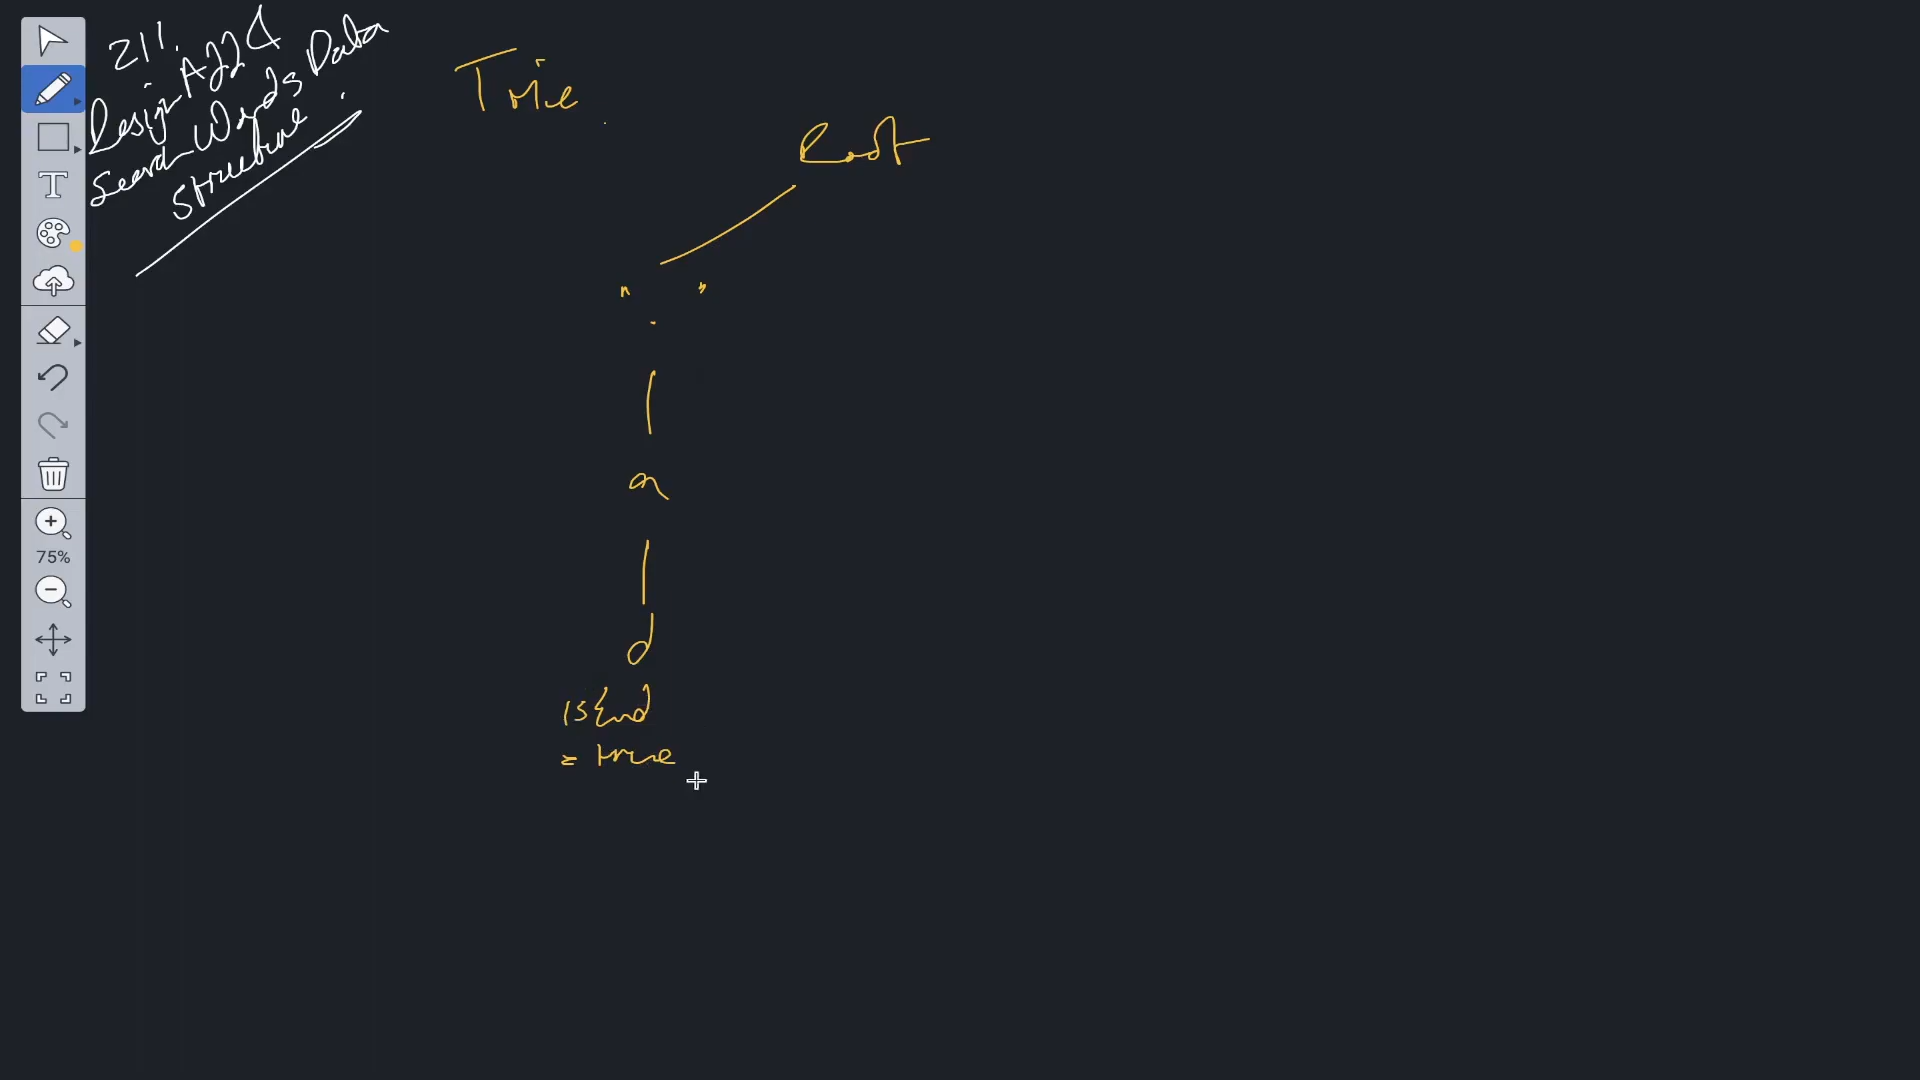 211.
Design Add &
Search Words Data
Structure.
Trie
Root
" "
.
a
d
isEnd
= true
75%